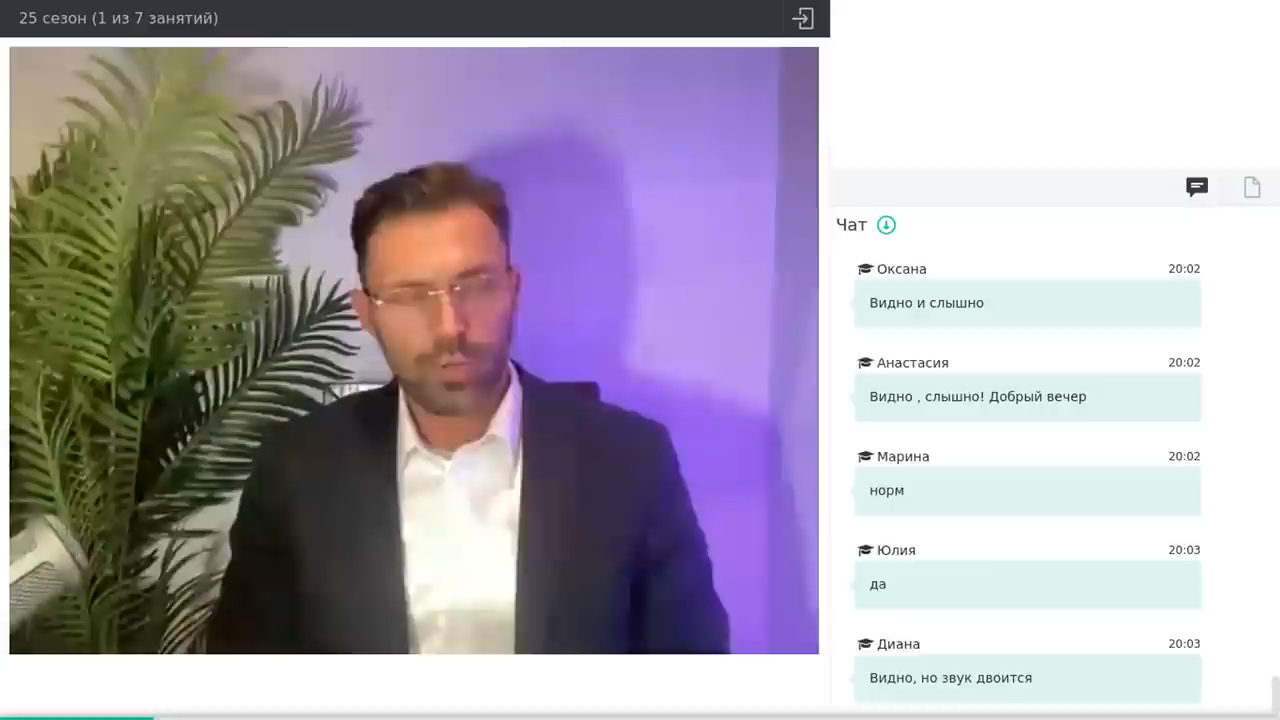 25 сезон (1 из 7 занятий)
Чат
Оксана 20:02
Видно и слышно
Анастасия 20:02
Видно , слышно! Добрый вечер
Марина 20:02
норм
Юлия 20:03
да
Диана 20:03
Видно, но звук двоится